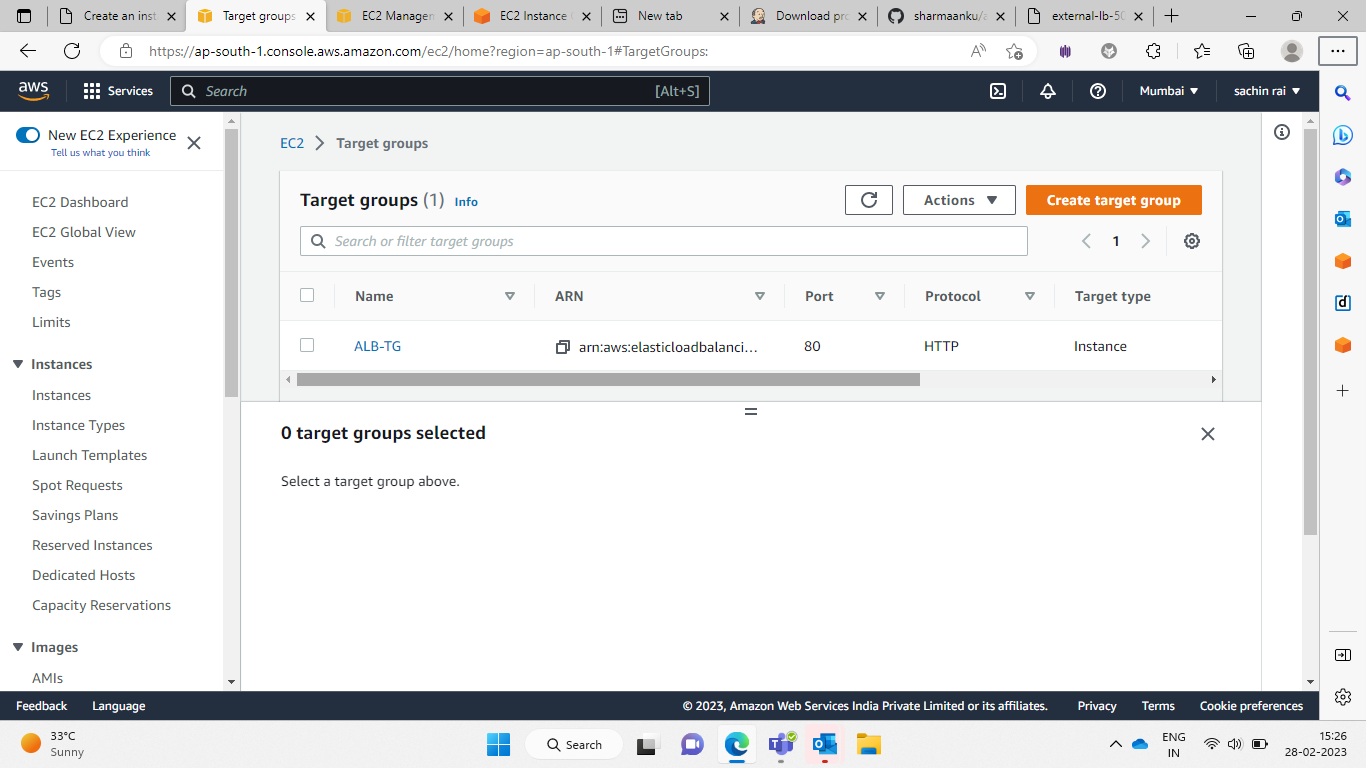 Create an inst
Target groups
EC2 Managem
EC2 Instance
New tab
Download pro
sharmaanku/a
external-lb-50
https://ap-south-1.console.aws.amazon.com/ec2/home?region=ap-south-1#TargetGroups:
aws
Services
Search
[Alt+S]
Mumbai
sachin rai
New EC2 Experience
Tell us what you think
EC2 Dashboard
EC2 Global View
Events
Tags
Limits
Instances
Instances
Instance Types
Launch Templates
Spot Requests
Savings Plans
Reserved Instances
Dedicated Hosts
Capacity Reservations
Images
AMIs
EC2 > Target groups
Target groups (1) Info
Actions
Create target group
Search or filter target groups
1
Name ARN Port Protocol Target type
ALB-TG arn:aws:elasticloadbalanci... 80 HTTP Instance
0 target groups selected
Select a target group above.
Feedback Language © 2023, Amazon Web Services India Private Limited or its affiliates. Privacy Terms Cookie preferences
33°C
Sunny
Search
ENG
IN
15:26
28-02-2023